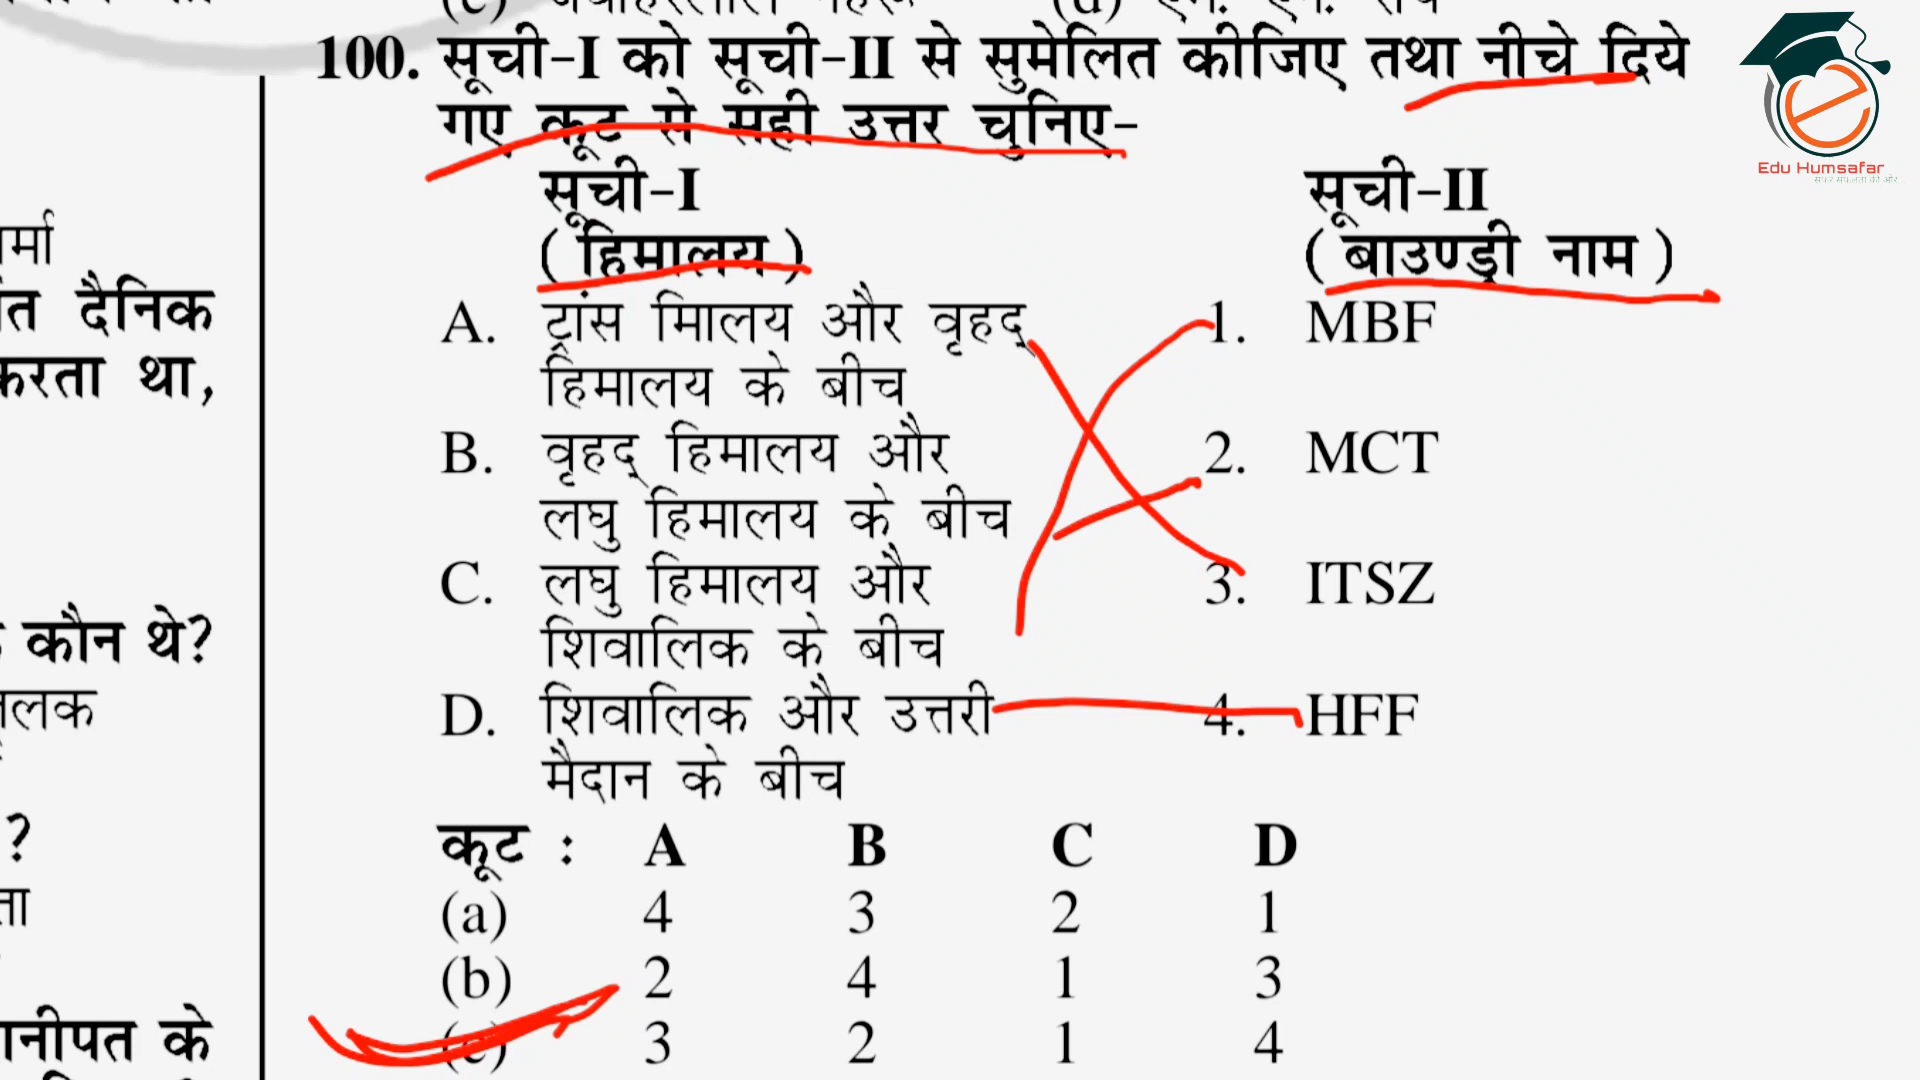 100. सूची-I को सूची-II से सुमेलित कीजिए तथा नीचे दिये
गए कूट से सही उत्तर चुनिए-
सूची-I
सूची-II
( हिमालय )
( बाउण्ड्री नाम )
A. ट्रांस मिालय और वृहद्
1. MBF
हिमालय के बीच
B. वृहद् हिमालय और
2. MCT
लघु हिमालय के बीच
C. लघु हिमालय और
3. ITSZ
शिवालिक के बीच
D. शिवालिक और उत्तरी
4. HFF
मैदान के बीच
कूट : A B C D
(a) 4 3 2 1
(b) 2 4 1 3
(c) 3 2 1 4
दैनिक
करता था,
कौन थे?
?
के
Edu Humsafar